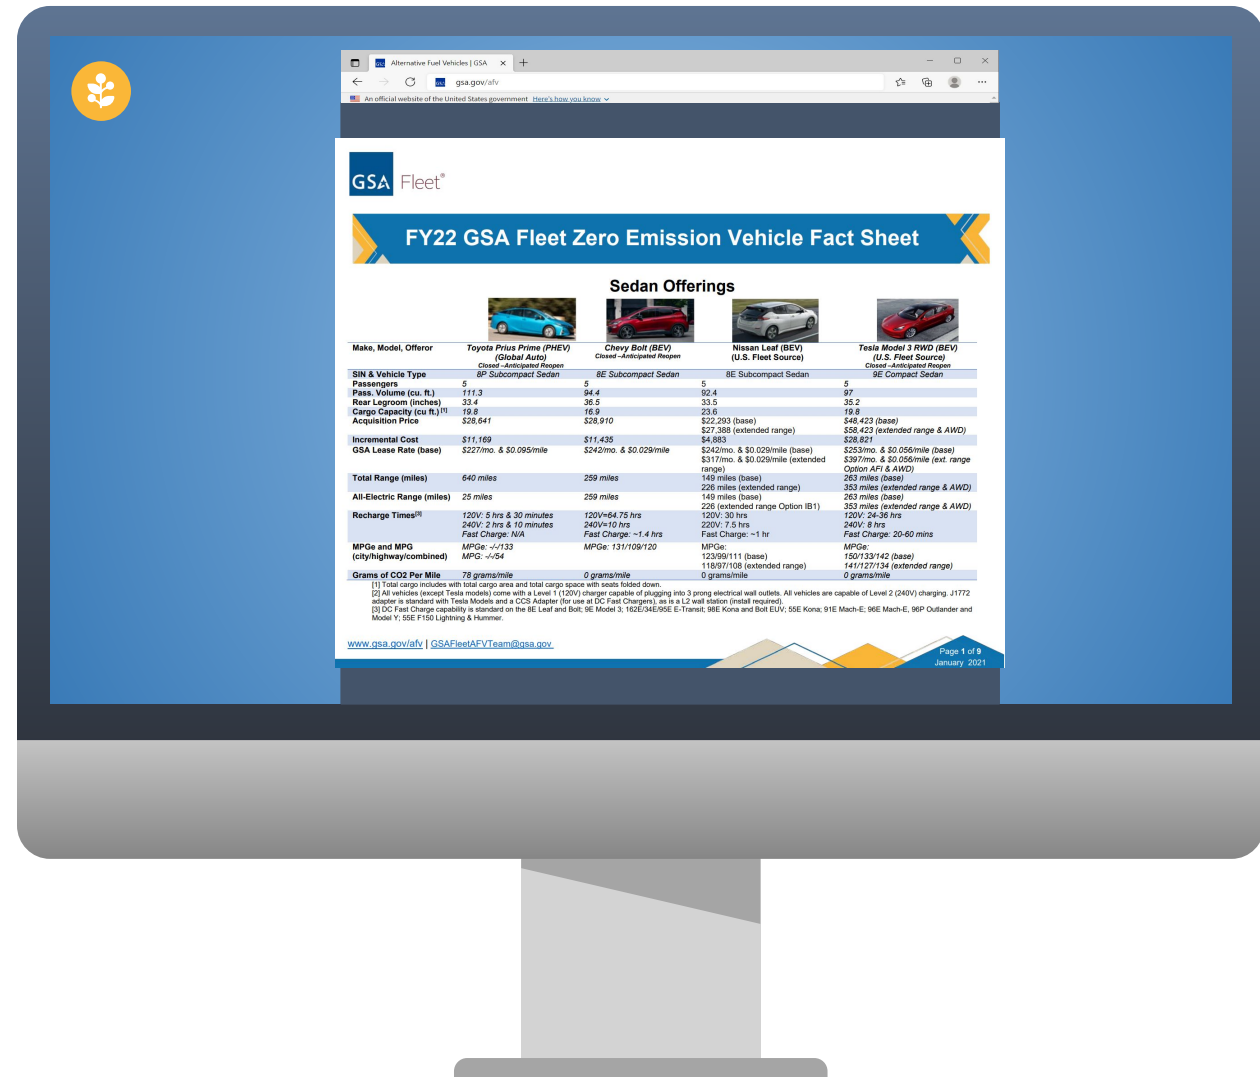 Alternative Fuel Vehicles | GSA
gsa.gov/afv
An official website of the United States government Here's how you know
GSA Fleet®
FY22 GSA Fleet Zero Emission Vehicle Fact Sheet
Sedan Offerings
Make, Model, Offeror Toyota Prius Prime (PHEV) (Global Auto) Closed –Anticipated Reopen Chevy Bolt (BEV) Closed –Anticipated Reopen Nissan Leaf (BEV) (U.S. Fleet Source) Tesla Model 3 RWD (BEV) (U.S. Fleet Source) Closed –Anticipated Reopen
SIN & Vehicle Type 8P Subcompact Sedan 8E Subcompact Sedan 8E Subcompact Sedan 9E Compact Sedan
Passengers 5 5 5 5
Pass. Volume (cu. ft.) 111.3 94.4 92.4 97
Rear Legroom (inches) 33.4 36.5 33.5 35.2
Cargo Capacity (cu ft.) [1] 19.8 16.9 23.6 19.8
Acquisition Price $28,641 $28,910 $22,293 (base) $48,423 (base)
$27,388 (extended range) $58,423 (extended range & AWD)
Incremental Cost $11,169 $11,435 $4,883 $28,821
GSA Lease Rate (base) $227/mo. & $0.095/mile $242/mo. & $0.029/mile $242/mo. & $0.029/mile (base) $253/mo. & $0.056/mile (base)
$317/mo. & $0.029/mile (extended $397/mo. & $0.056/mile (ext. range
range) Option AFI & AWD)
Total Range (miles) 640 miles 259 miles 149 miles (base) 263 miles (base)
226 miles (extended range) 353 miles (extended range & AWD)
All-Electric Range (miles) 25 miles 259 miles 149 miles (base) 263 miles (base)
226 (extended range Option IB1) 353 miles (extended range & AWD)
Recharge Times[3] 120V: 5 hrs & 30 minutes 120V=64.75 hrs 120V: 30 hrs 120V: 24-36 hrs
240V: 2 hrs & 10 minutes 240V=10 hrs 220V: 7.5 hrs 240V: 8 hrs
Fast Charge: N/A Fast Charge: ~1.4 hrs Fast Charge: ~1 hr Fast Charge: 20-60 mins
MPGe and MPG MPGe: -/-/133 MPGe: 131/109/120 MPGe: MPGe:
(city/highway/combined) MPG: -/-/54 123/99/111 (base) 150/133/142 (base)
118/97/108 (extended range) 141/127/134 (extended range)
Grams of CO2 Per Mile 78 grams/mile 0 grams/mile 0 grams/mile 0 grams/mile
[1] Total cargo includes with total cargo area and total cargo space with seats folded down.
[2] All vehicles (except Tesla models) come with a Level 1 (120V) charger capable of plugging into 3 prong electrical wall outlets. All vehicles are capable of Level 2 (240V) charging. J1772
adapter is standard with Tesla Models and a CCS Adapter (for use at DC Fast Chargers), as is a L2 wall station (install required).
[3] DC Fast Charge capability is standard on the 8E Leaf and Bolt; 9E Model 3; 162E/34E/95E E-Transit; 98E Kona and Bolt EUV; 55E Kona; 91E Mach-E; 96E Mach-E, 96P Outlander and
Model Y; 55E F150 Lightning & Hummer.
www.gsa.gov/afv | GSAFleetAFVTeam@gsa.gov
Page 1 of 9
January 2021